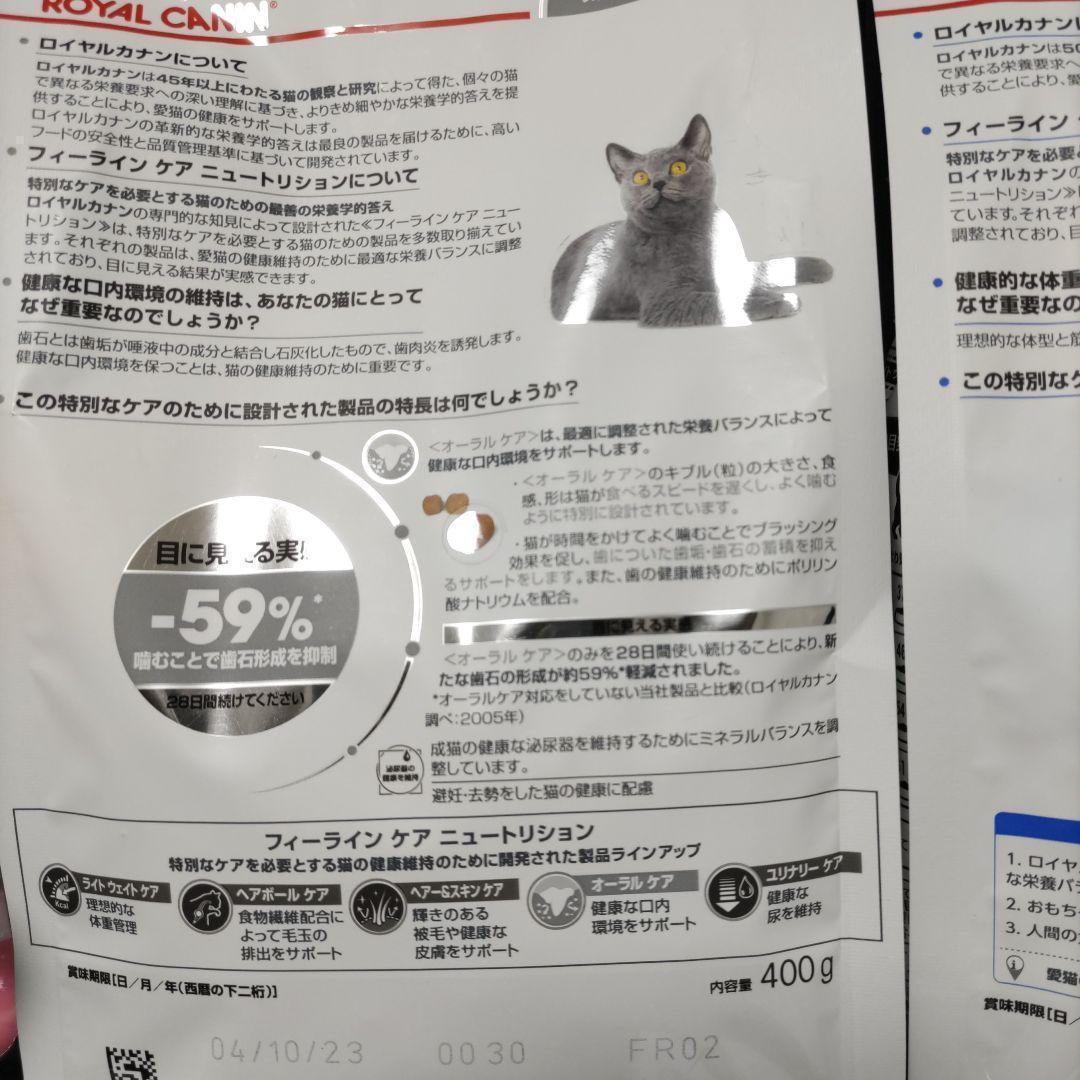 ROYAL CANIN®
ロイヤルカナンについて
ロイヤルカナンは45年以上にわたる猫の観察と研究によって得た、個々の猫
で異なる栄養要求への深い理解に基づき、よりきめ細やかな栄養学的答えを提
供することにより、愛猫の健康をサポートします。
ロイヤルカナンの革新的な栄養学的答えは最良の製品を届けるために、高い
フードの安全性と品質管理基準に基づいて開発されています。
フィーライン ケア ニュートリションについて
特別なケアを必要とする猫のための最善の栄養学的答え
ロイヤルカナンの専門的な知見によって設計された≪フィーライン ケア ニュー
トリション≫は、特別なケアを必要とする猫のための製品を多数取り揃えてい
ます。それぞれの製品は、愛猫の健康維持のために最適な栄養バランスに調整
されており、目に見える結果が実感できます。
健康な口内環境の維持は、あなたの猫にとって
なぜ重要なのでしょうか？
歯石とは歯垢が唾液中の成分と結合し石灰化したもので、歯肉炎を誘発します。
健康な口内環境を保つことは、猫の健康維持のために重要です。
この特別なケアのために設計された製品の特長は何でしょうか？
<オーラル ケア>は、最適に調整された栄養バランスによって
健康な口内環境をサポートします。
・<オーラル ケア>のキブル(粒)の大きさ、食
感、形は猫が食べるスピードを遅くし、よく噛む
ように特別に設計されています。
・猫が時間をかけてよく噛むことでブラッシング
効果を促し、歯についた歯垢・歯石の蓄積を抑え
るサポートをします。また、歯の健康維持のためにポリリン
酸ナトリウムを配合。
目に見える実
-59%*
噛むことで歯石形成を抑制
28日間続けてください
に見える実感
<オーラル ケア>のみを28日間使い続けることにより、新
たな歯石の形成が約59%*軽減されました。
*オーラルケア対応をしていない当社製品と比較(ロイヤルカナン
調べ:2005年)
泌尿器の
健康を維持
成猫の健康な泌尿器を維持するためにミネラルバランスを調
整しています。
避妊・去勢をした猫の健康に配慮
フィーライン ケア ニュートリション
特別なケアを必要とする猫の健康維持のために開発された製品ラインアップ
Kcal
ライト ウェイト ケア
理想的な
体重管理
ヘアボール ケア
食物繊維配合に
よって毛玉の
排出をサポート
ヘアー&スキン ケア
輝きのある
被毛や健康な
皮膚をサポート
オーラル ケア
健康な口内
環境をサポート
ユリナリー ケア
健康な
尿を維持
賞味期限[日／月／年(西暦の下二桁)]
内容量 400g
04/10/23 0030 FR02
ロイヤルカナン
ロイヤルカナンは50
で異なる栄養要求へ
供することにより、
フィーライン
特別なケアを必要
ロイヤルカナンの
ニュートリション≫
ています。それぞれ
調整されており、目
健康的な体重
なぜ重要なの
理想的な体型と筋
この特別なケ
1. ロイヤ
な栄養バラ
2. おもち
3. 人間の
愛猫
賞味期限[日／